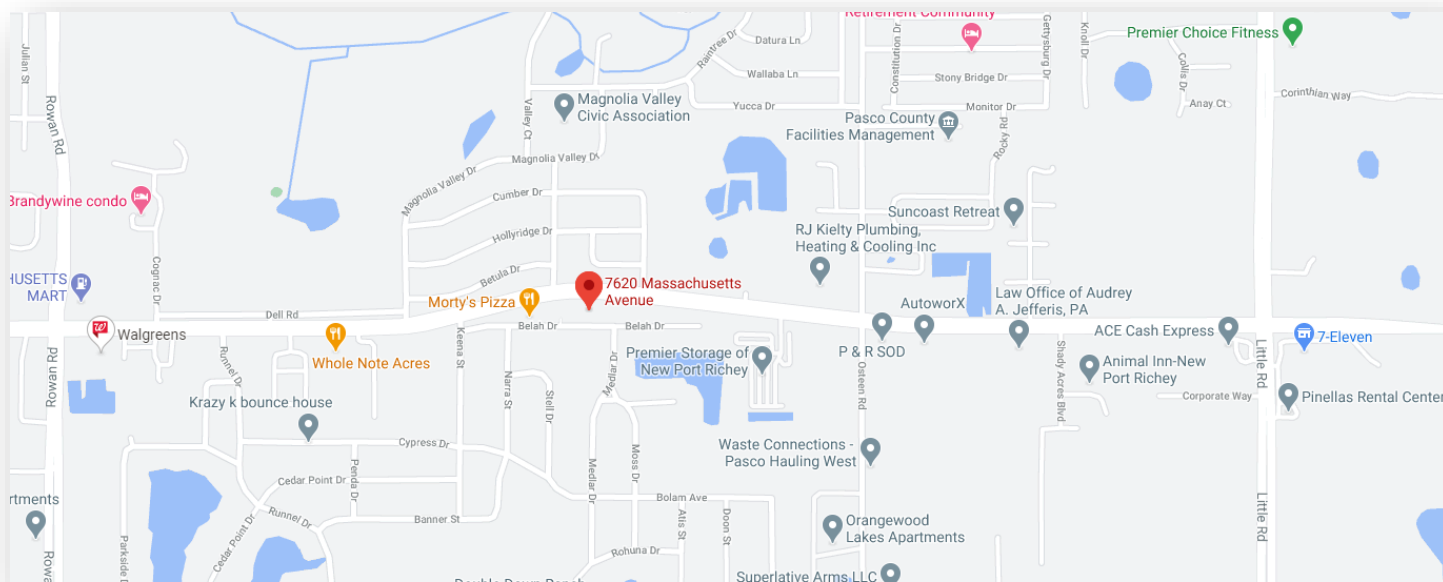 Retirement Community
Premier Choice Fitness
Julian St
Rowan Rd
Valley Ct
Raintree Dr
Datura Ln
Wallaba Ln
Yucca Dr
Constitution Dr
Gettysburg Dr
Knoll Dr
Collis Dr
Stony Bridge Dr
Monitor Dr
Anay Ct
Corinthian Way
Magnolia Valley
Civic Association
Pasco County
Facilities Management
Rocky Rd
Magnolia Valley Dr
Magnolia Valley Dr
Cumber Dr
Hollyridge Dr
Betula Dr
Brandywine condo
Cognac Dr
Suncoast Retreat
RJ Kielty Plumbing,
Heating & Cooling Inc
HUSETTS
MART
7620 Massachusetts
Avenue
Morty's Pizza
Dell Rd
Walgreens
Whole Note Acres
Belah Dr
Belah Dr
AutoworX
Law Office of Audrey
A. Jefferis, PA
ACE Cash Express
7-Eleven
P & R SOD
Premier Storage of
New Port Richey
Animal Inn-New
Port Richey
Rowan Rd
Runnel Dr
Keena St
Narra St
Stell Dr
Medlar Dr
Osteen Rd
Shady Acres Blvd
Little Rd
Corporate Way
Pinellas Rental Center
Krazy k bounce house
Cypress Dr
Waste Connections -
Pasco Hauling West
Penda Dr
Cedar Point Dr
Moss Dr
Medlar Dr
Bolam Ave
Runnel Dr
Banner St
Cedar Point Dr
Atis St
Doon St
Little Rd
rtments
Parkside D
Rowa
Orangewood
Lakes Apartments
Rohuna Dr
Superlative Arms LLC